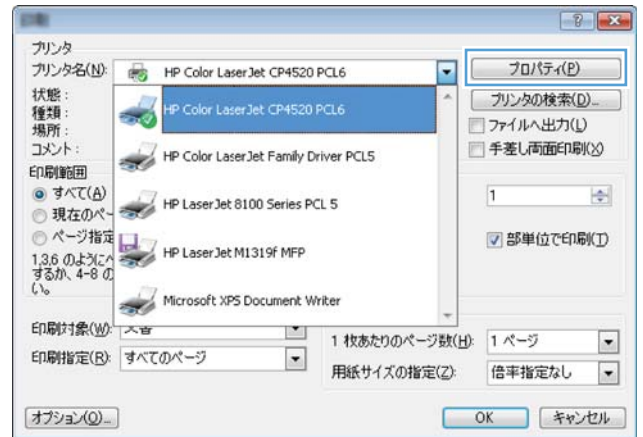 プリンタ
プリンタ名(N):
HP Color LaserJet CP4520 PCL6
プロパティ(P)
状態:
種類:
場所:
コメント:
HP Color LaserJet CP4520 PCL6
HP Color LaserJet Family Driver PCL5
HP LaserJet 8100 Series PCL 5
HP LaserJet M1319f MFP
Microsoft XPS Document Writer
プリンタの検索(D)...
ファイルへ出力(L)
手差し両面印刷(X)
印刷範囲
すべて(A)
現在のペー
ページ指定
1,3,6 のようにペ
するか、4-8 の
い。
1
部単位で印刷(T)
印刷対象(W):
印刷指定(R):
すべてのページ
1 枚あたりのページ数(H):
1 ページ
用紙サイズの指定(Z):
倍率指定なし
オプション(O)...
OK
キャンセル